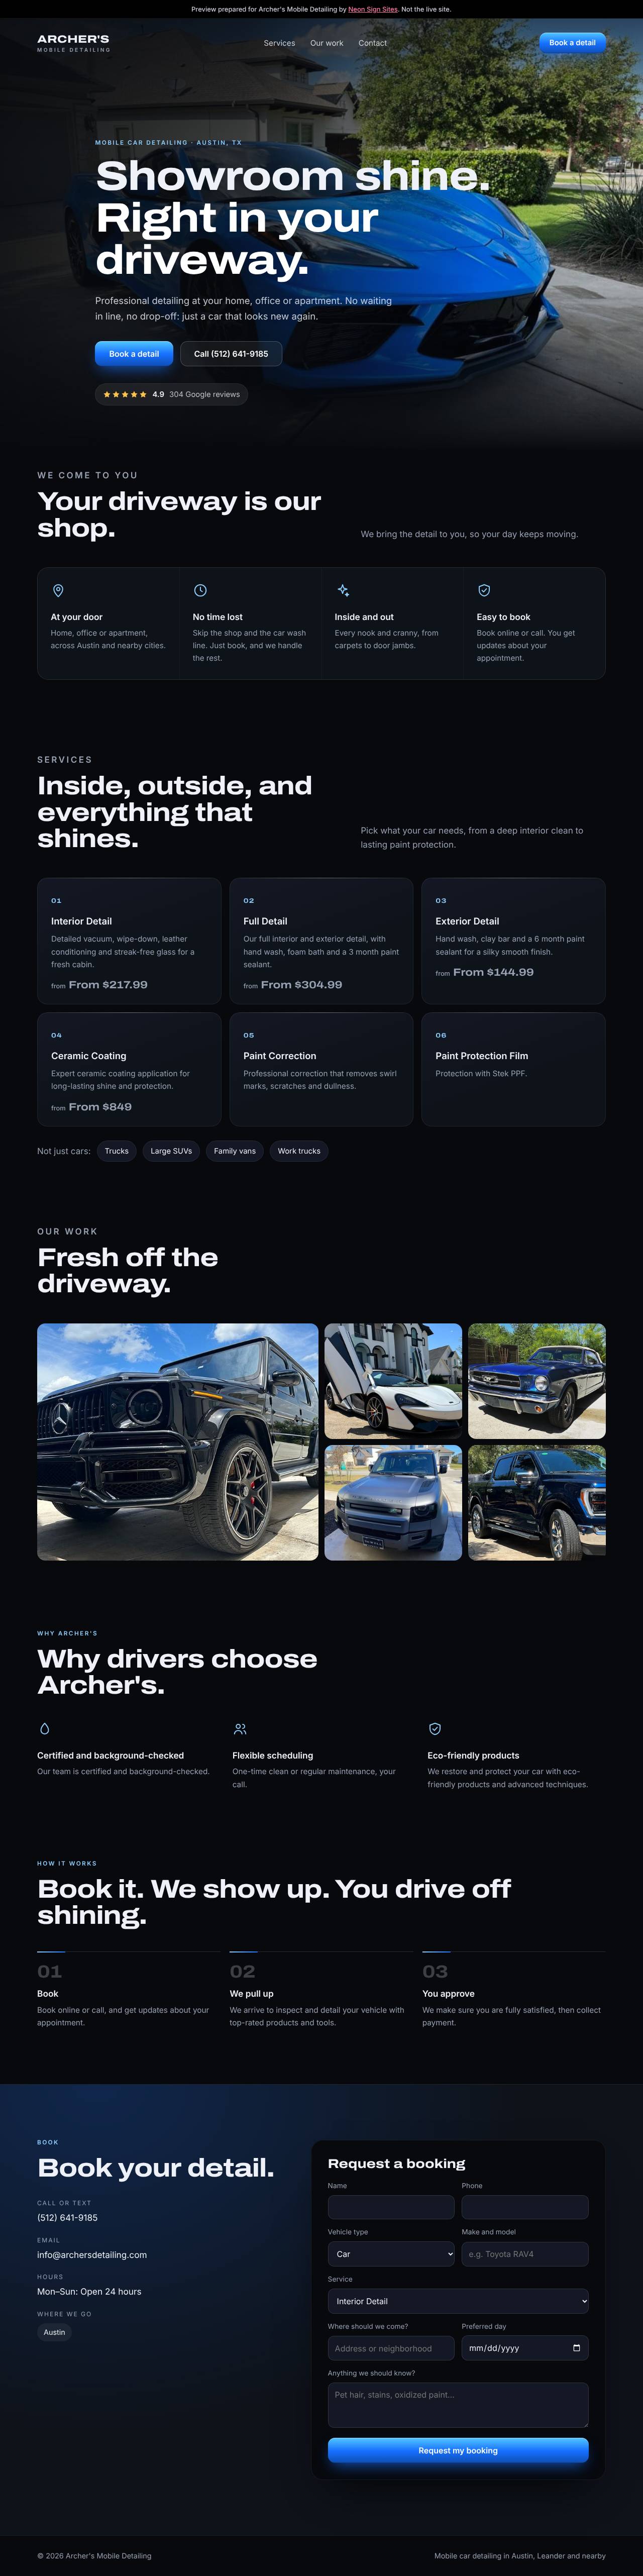 Preview prepared for Archer's Mobile Detailing by Neon Sign Sites. Not the live site.
ARCHER'S
MOBILE DETAILING
Services
Our work
Contact
Book a detail
MOBILE CAR DETAILING · AUSTIN, TX
Showroom shine.
Right in your
driveway.
Professional detailing at your home, office or apartment. No waiting
in line, no drop-off: just a car that looks new again.
Book a detail
Call (512) 641-9185
★★★★★ 4.9 304 Google reviews
WE COME TO YOU
Your driveway is our
shop.
We bring the detail to you, so your day keeps moving.
At your door
Home, office or apartment,
across Austin and nearby cities.
No time lost
Skip the shop and the car wash
line. Just book, and we handle
the rest.
Inside and out
Every nook and cranny, from
carpets to door jambs.
Easy to book
Book online or call. You get
updates about your
appointment.
SERVICES
Inside, outside, and
everything that
shines.
Pick what your car needs, from a deep interior clean to
lasting paint protection.
01
Interior Detail
Detailed vacuum, wipe-down, leather
conditioning and streak-free glass for a
fresh cabin.
from From $217.99
02
Full Detail
Our full interior and exterior detail, with
hand wash, foam bath and a 3 month paint
sealant.
from From $304.99
03
Exterior Detail
Hand wash, clay bar and a 6 month paint
sealant for a silky smooth finish.
from From $144.99
04
Ceramic Coating
Expert ceramic coating application for
long-lasting shine and protection.
from From $849
05
Paint Correction
Professional correction that removes swirl
marks, scratches and dullness.
06
Paint Protection Film
Protection with Stek PPF.
Not just cars:
Trucks
Large SUVs
Family vans
Work trucks
OUR WORK
Fresh off the
driveway.
WHY ARCHER'S
Why drivers choose
Archer's.
Certified and background-checked
Our team is certified and background-checked.
Flexible scheduling
One-time clean or regular maintenance, your
call.
Eco-friendly products
We restore and protect your car with eco-
friendly products and advanced techniques.
HOW IT WORKS
Book it. We show up. You drive off
shining.
01
Book
Book online or call, and get updates about your
appointment.
02
We pull up
We arrive to inspect and detail your vehicle with
top-rated products and tools.
03
You approve
We make sure you are fully satisfied, then collect
payment.
BOOK
Book your detail.
CALL OR TEXT
(512) 641-9185
EMAIL
info@archersdetailing.com
HOURS
Mon–Sun: Open 24 hours
WHERE WE GO
Austin
Request a booking
Name
Phone
Vehicle type
Make and model
Car
e.g. Toyota RAV4
Service
Interior Detail
Where should we come?
Preferred day
Address or neighborhood
mm/dd/yyyy
Anything we should know?
Pet hair, stains, oxidized paint...
Request my booking
© 2026 Archer's Mobile Detailing
Mobile car detailing in Austin, Leander and nearby